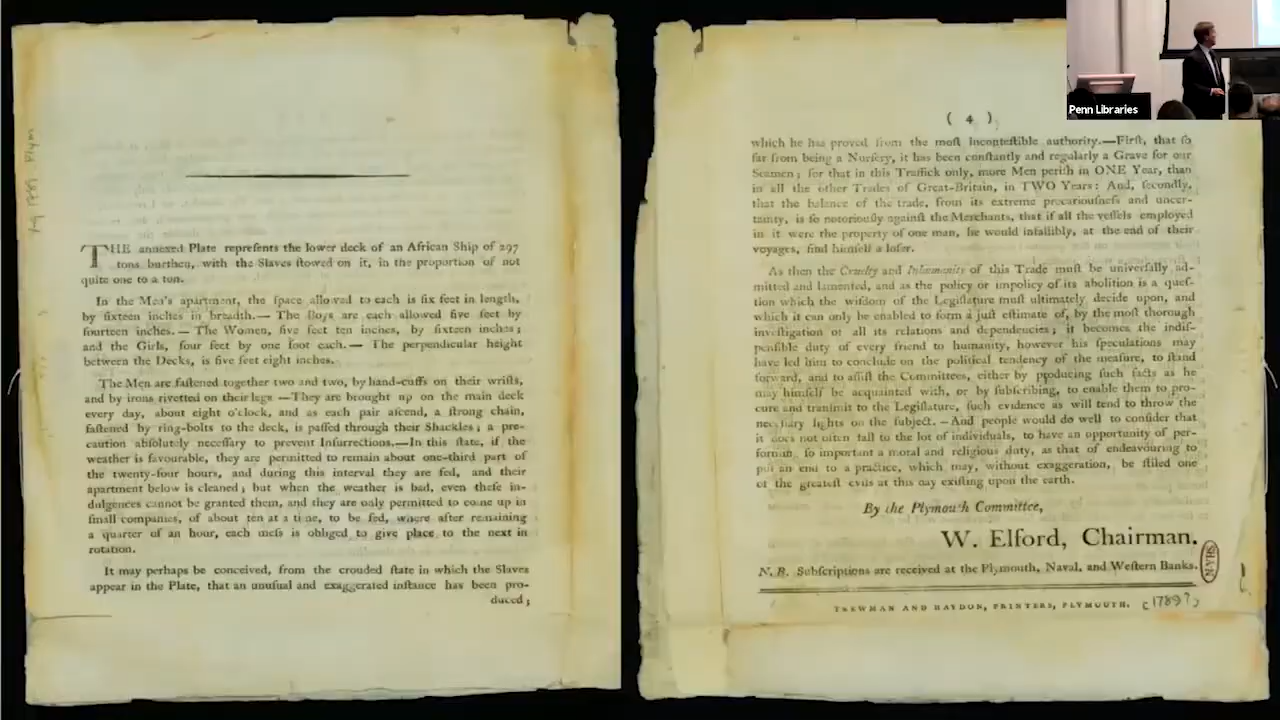 THE annexed Plate represents the lower deck of an African Ship of 297
tons burthen, with the Slaves ſtowed on it, in the proportion of not
quite one to a ton.
In the Men's apartment, the ſpace allowed to each is ſix feet in length,
by ſixteen inches in breadth.— The Boys are each allowed five feet by
fourteen inches.— The Women, five feet ten inches, by ſixteen inches;
and the Girls, four feet by one foot each.— The perpendicular height
between the Decks, is five feet eight inches.
The Men are faſtened together two and two, by hand-cuffs on their wriſts,
and by irons rivetted on their legs —They are brought up on the main deck
every day, about eight o'clock, and as each pair aſcend, a ſtrong chain,
faſtened by ring-bolts to the deck, is paſſed through their Shackles; a pre-
caution abſolutely neceſſary to prevent Inſurrections.—In this ſtate, if the
weather is favourable, they are permitted to remain about one-third part of
the twenty-four hours, and during this interval they are fed, and their
apartment below is cleaned; but when the weather is bad, even theſe in-
dulgences cannot be granted them, and they are only permitted to come up in
ſmall companies, of about ten at a time, to be fed, where after remaining
a quarter of an hour, each meſs is obliged to give place to the next in
rotation.
It may perhaps be conceived, from the crouded ſtate in which the Slaves
appear in the Plate, that an unuſual and exaggerated inſtance has been pro-
duced;
( 4 )
which he has proved from the moſt inconteſtible authority.—Firſt, that ſo
far from being a Nurſery, it has been conſtantly and regularly a Grave for our
Seamen; for that in this Traffick only, more Men periſh in ONE Year, than
in all the other Trades of Great-Britain, in TWO Years: And, ſecondly,
that the balance of the trade, from its extreme precariouſneſs and uncer-
tainty, is ſo notoriouſly againſt the Merchants, that if all the veſſels employed
in it were the property of one man, he would infallibly, at the end of their
voyages, find himſelf a loſer.
As then the Cruelty and Inhumanity of this Trade muſt be univerſally ad-
mitted and lamented, and as the policy or impolicy of its abolition is a queſ-
tion which the wiſdom of the Legiſlature muſt ultimately decide upon, and
which it can only be enabled to form a juſt eſtimate of, by the moſt thorough
inveſtigation of all its relations and dependencies; it becomes the indiſ-
penſible duty of every friend to humanity, however his ſpeculations may
have led him to conclude on the political tendency of the meaſure, to ſtand
forward, and to aſſiſt the Committees, either by producing ſuch facts as he
may himſelf be acquainted with, or by ſubſcribing, to enable them to pro-
cure and tranſmit to the Legiſlature, ſuch evidence as will tend to throw the
neceſſary lights on the ſubject.—And people would do well to conſider that
it does not often fall to the lot of individuals, to have an opportunity of per-
forming ſo important a moral and religious duty, as that of endeavouring to
put an end to a practice, which may, without exaggeration, be ſtiled one
of the greateſt evils at this day exiſting upon the earth.
By the Plymouth Committee,
W. Elford, Chairman.
N. B. Subſcriptions are received at the Plymouth, Naval, and Weſtern Banks.
TREWMAN AND HAYDON, PRINTERS, PLYMOUTH. [1789?]
Penn Libraries